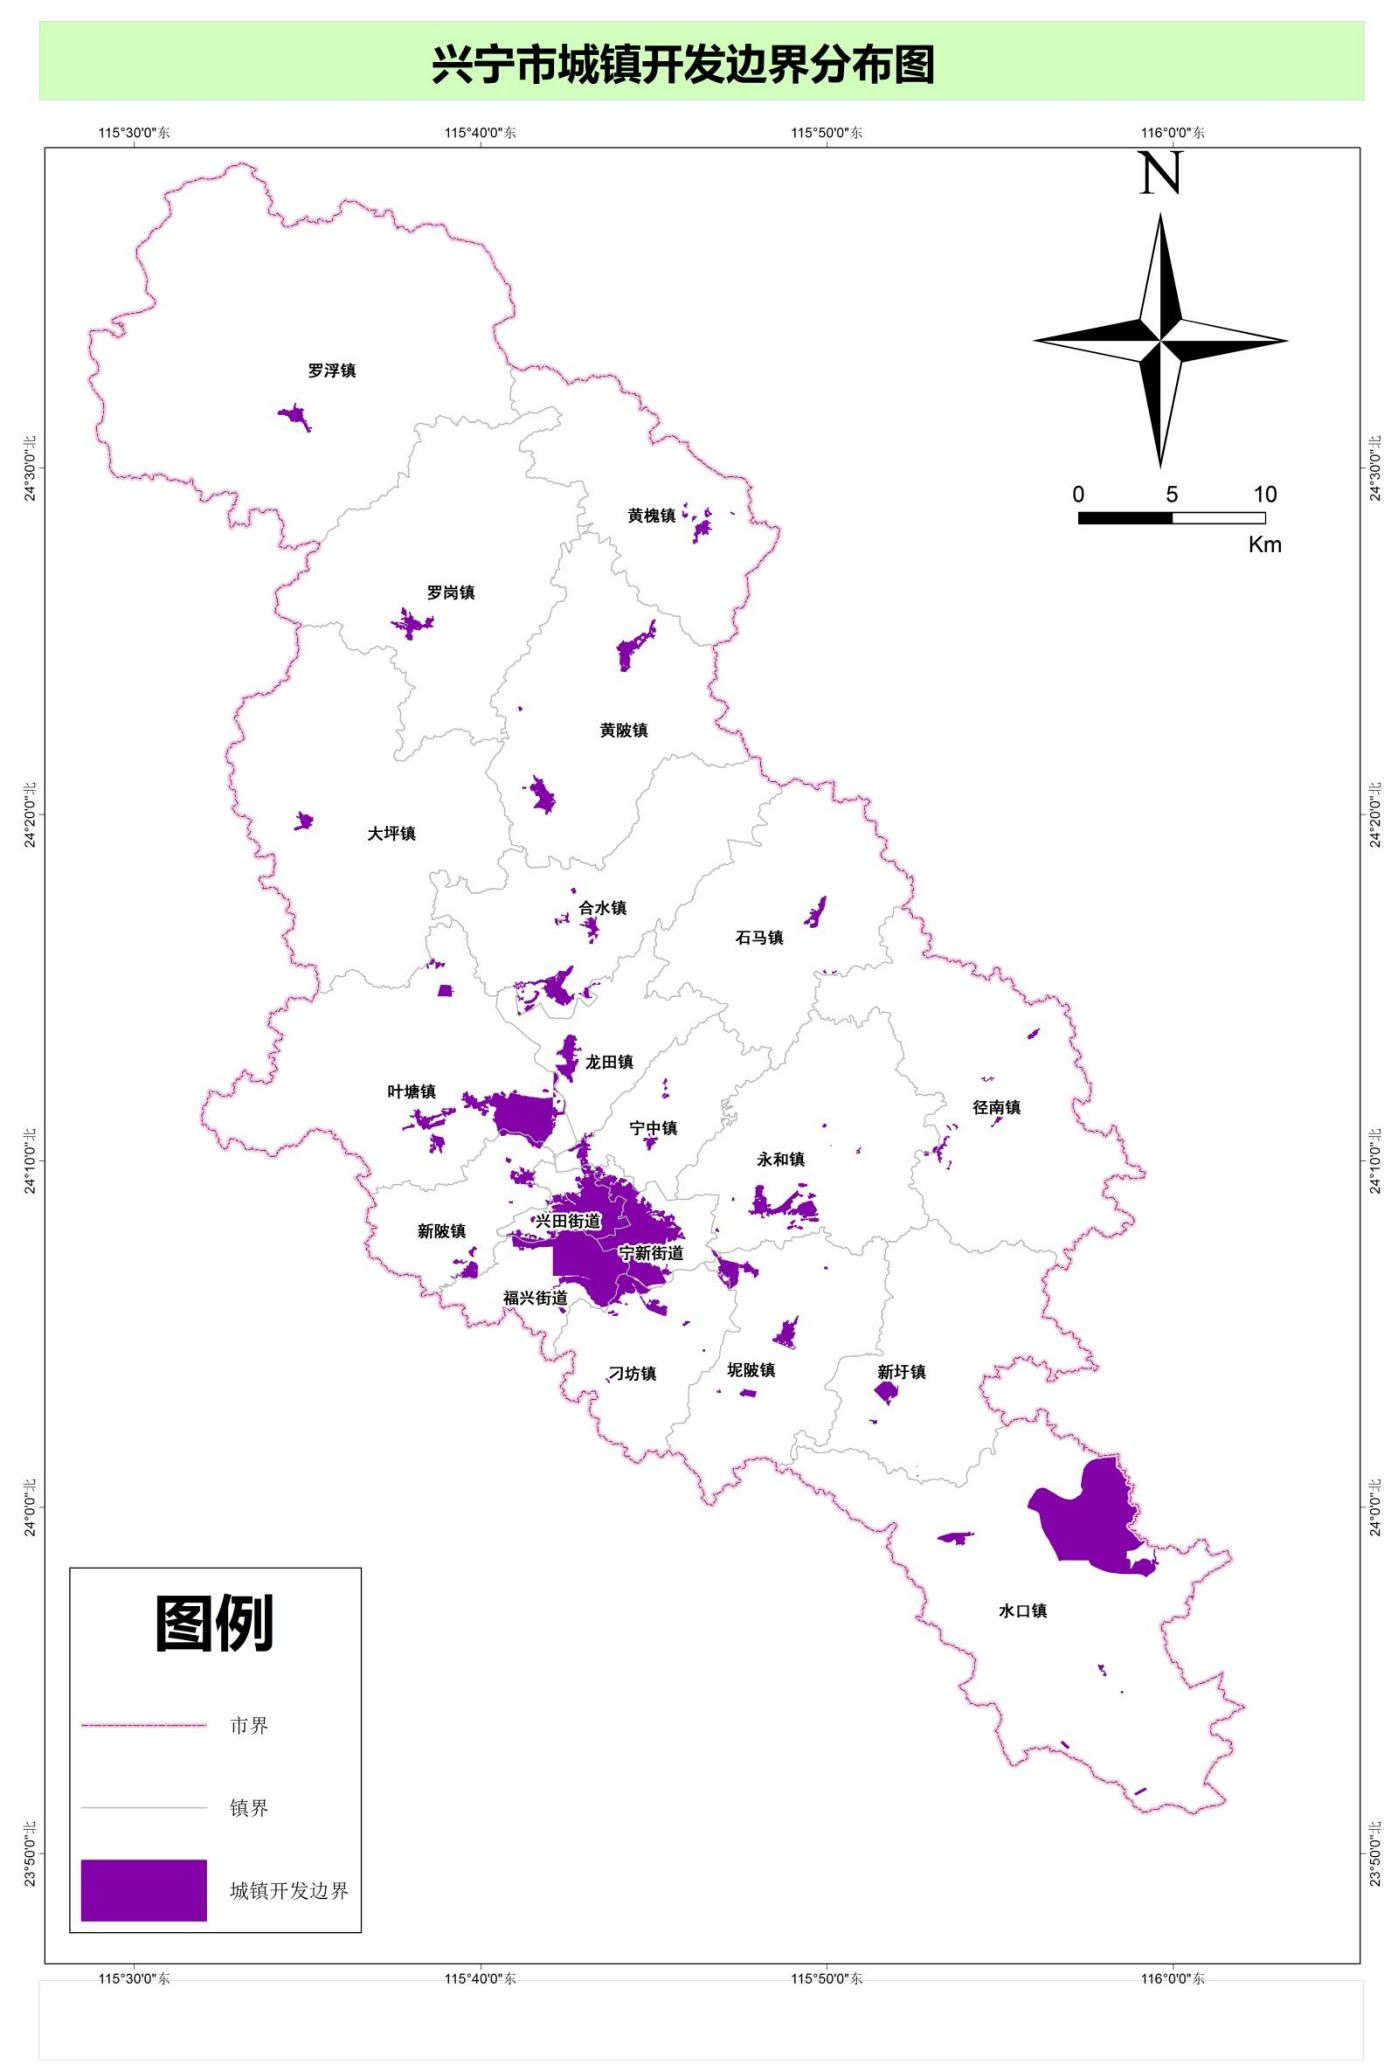 兴宁市城镇开发边界分布图
115°30'0"东
115°40'0"东
115°50'0"东
116°0'0"东
N
罗浮镇
24°30'0"北
24°30'0"北
0 5 10
Km
黄槐镇
罗岗镇
黄陂镇
24°20'0"北
24°20'0"北
大坪镇
合水镇
石马镇
龙田镇
叶塘镇
径南镇
宁中镇
24°10'0"北
24°10'0"北
永和镇
兴田街道
新陂镇
宁新街道
福兴街道
刁坊镇
坭陂镇
新圩镇
24°0'0"北
24°0'0"北
水口镇
图例
市界
镇界
城镇开发边界
23°50'0"北
23°50'0"北
115°30'0"东
115°40'0"东
115°50'0"东
116°0'0"东